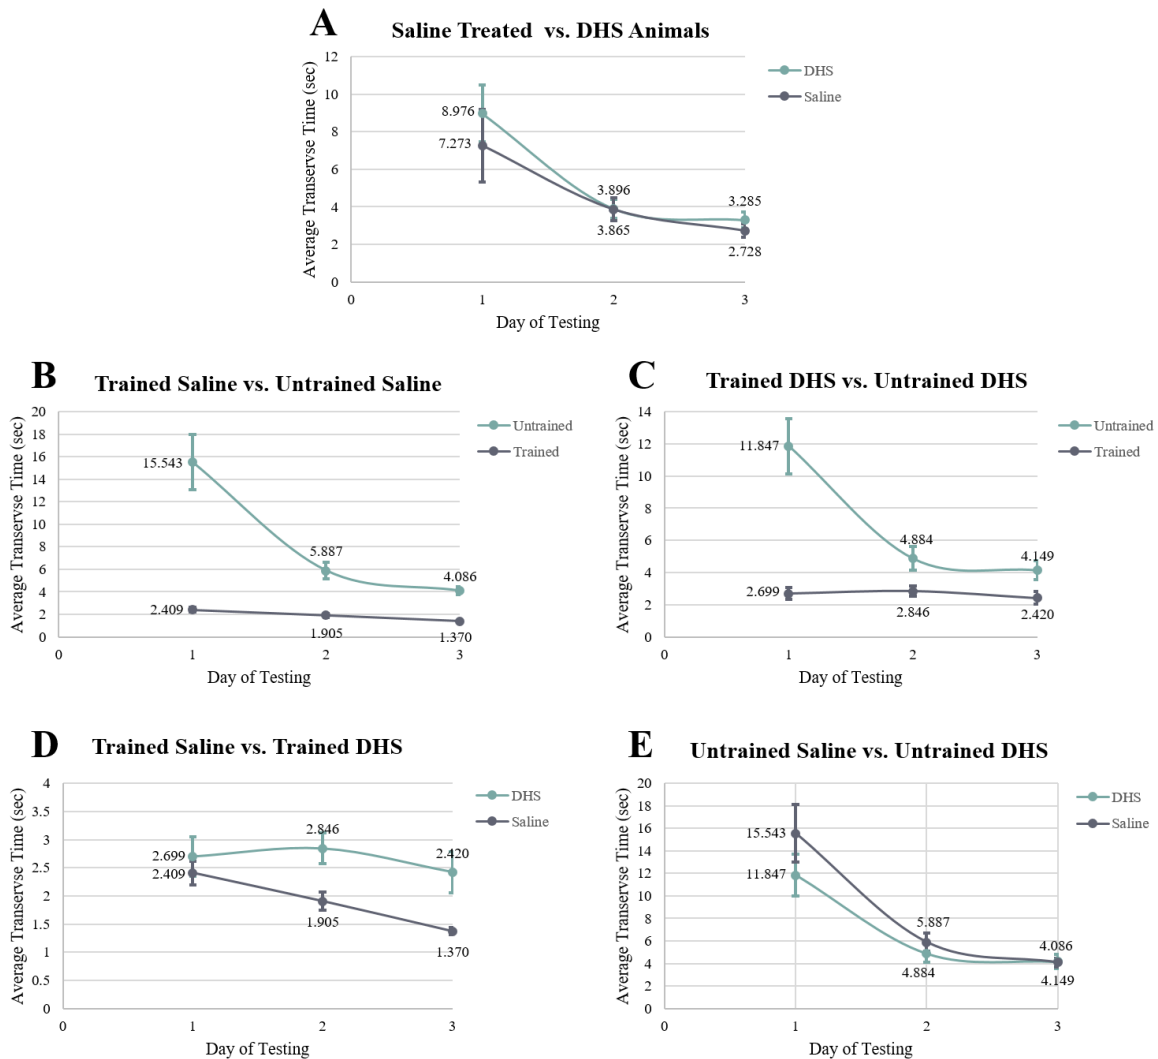 A
Saline Treated vs. DHS Animals
Average Transervse Time (sec)
12
10
8
6
4
2
0
8.976
7.273
3.896
3.865
3.285
2.728
0 1 2 3
Day of Testing
DHS
Saline
B
Trained Saline vs. Untrained Saline
Average Transervse Time (sec)
20
18
16
14
12
10
8
6
4
2
0
15.543
5.887
4.086
2.409
1.905
1.370
0 1 2 3
Day of Testing
Untrained
Trained
C
Trained DHS vs. Untrained DHS
Average Transervse Time (sec)
14
12
10
8
6
4
2
0
11.847
4.884
4.149
2.699
2.846
2.420
0 1 2 3
Day of Testing
Untrained
Trained
D
Trained Saline vs. Trained DHS
Average Transervse Time (sec)
4
3.5
3
2.5
2
1.5
1
0.5
0
2.699
2.846
2.420
2.409
1.905
1.370
0 1 2 3
Day of Testing
DHS
Saline
E
Untrained Saline vs. Untrained DHS
Average Transervse Time (sec)
20
18
16
14
12
10
8
6
4
2
0
15.543
11.847
5.887
4.884
4.086
4.149
0 1 2 3
Day of Testing
DHS
Saline